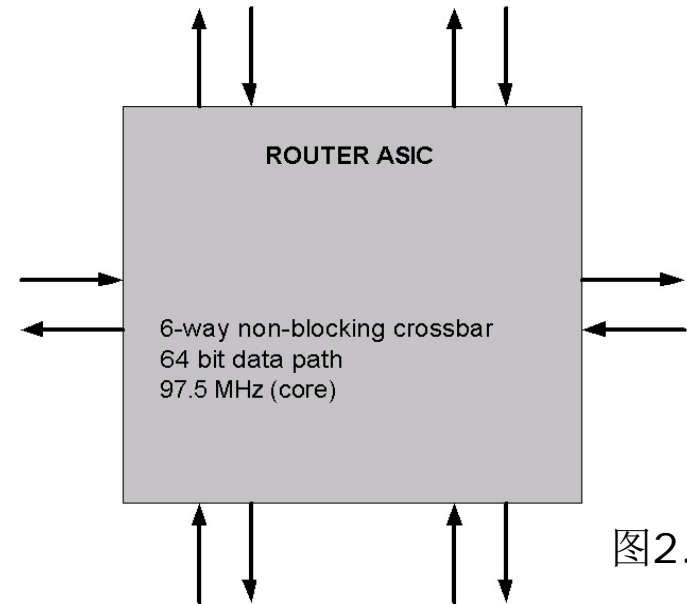 ROUTER ASIC
6-way non-blocking crossbar
64 bit data path
97.5 MHz (core)
图2.